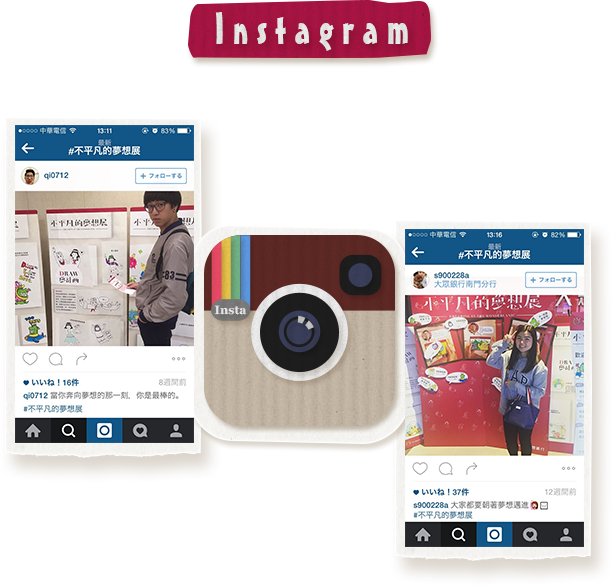 Instagram
中華電信 13:11 83%
最新
#不平凡的夢想展
qi0712
+ フォローする
不平凡的夢想展
DRAW
夢計画
いいね！16件
8週間前
qi0712 當你奔向夢想的那一刻，你是最棒的。
#不平凡的夢想展
Insta
中華電信 13:16 82%
最新
#不平凡的夢想展
s900228a
大眾銀行南門分行
+ フォローする
不平凡的夢想展
GAP
いいね！37件
12週間前
s900228a 大家都要朝著夢想邁進
#不平凡的夢想展